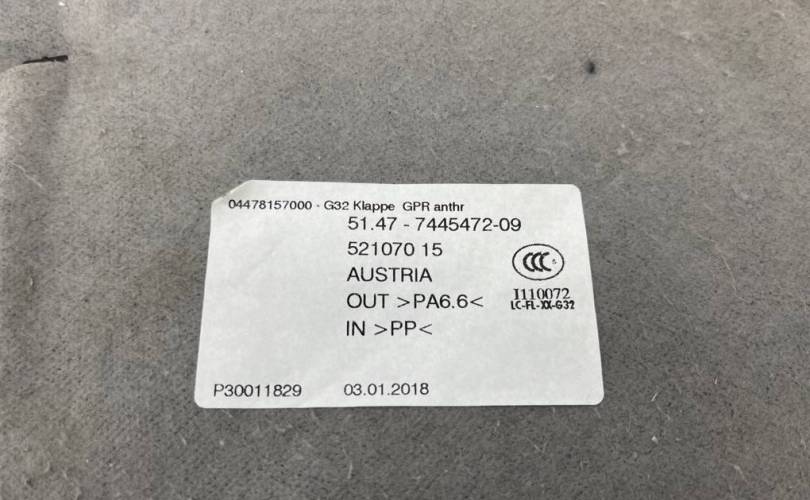 04478157000 - G32 Klappe GPR anthr
51.47 - 7445472-09
521070 15
AUSTRIA
OUT >PA6.6<
IN >PP<
CCC S
I110072
LC-FL-XX-G32
P30011829 03.01.2018